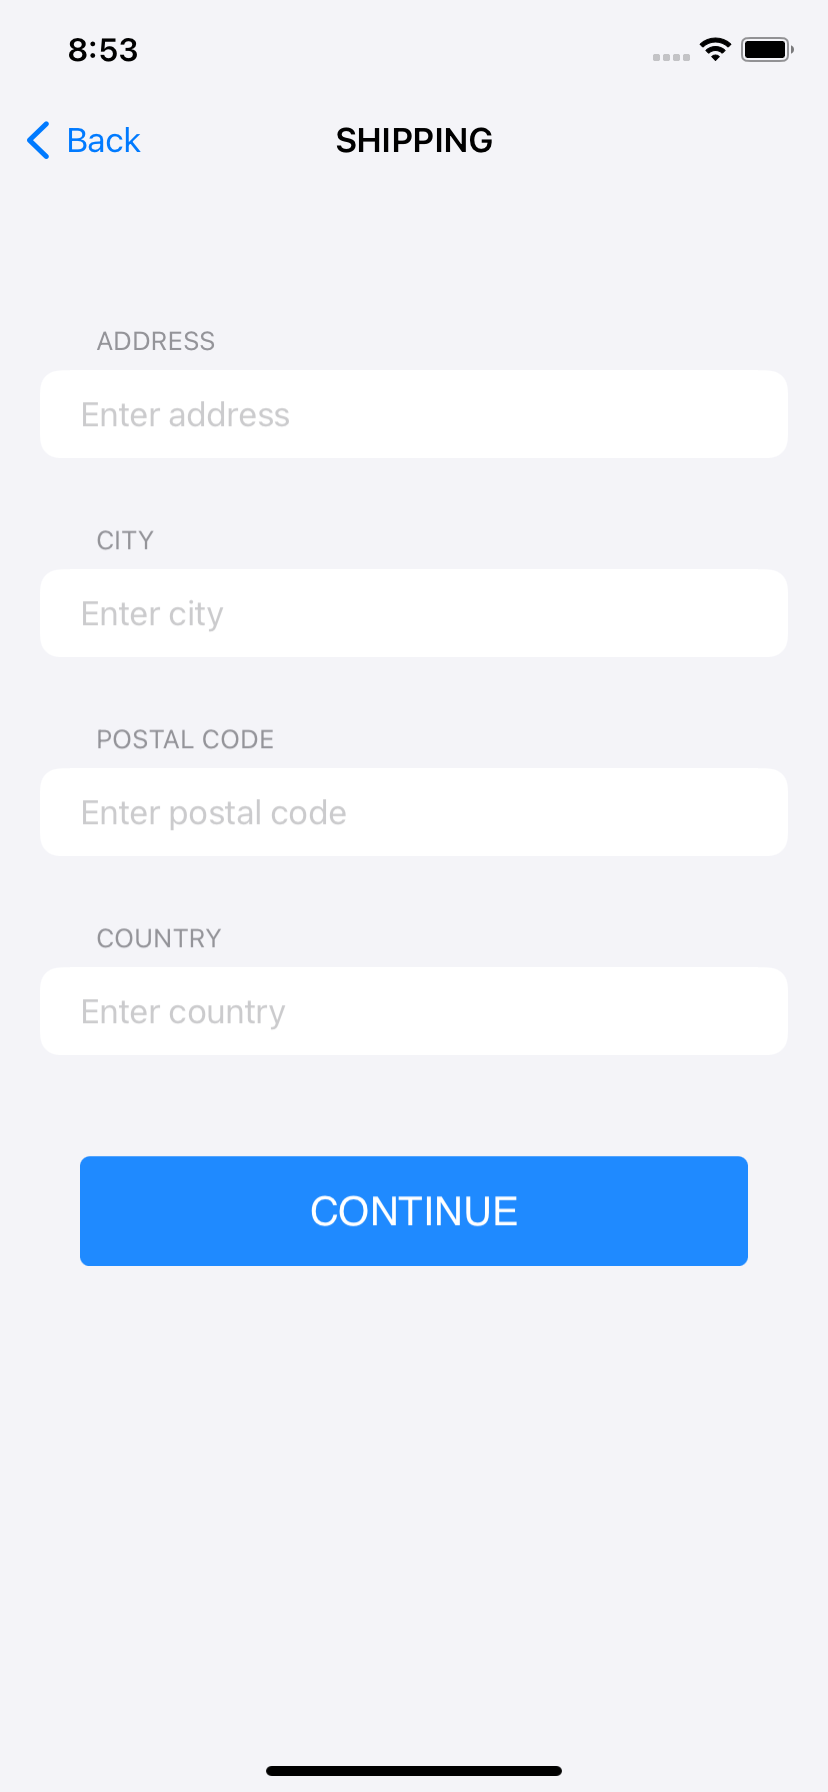 8:53
Back
SHIPPING
ADDRESS
Enter address
CITY
Enter city
POSTAL CODE
Enter postal code
COUNTRY
Enter country
CONTINUE